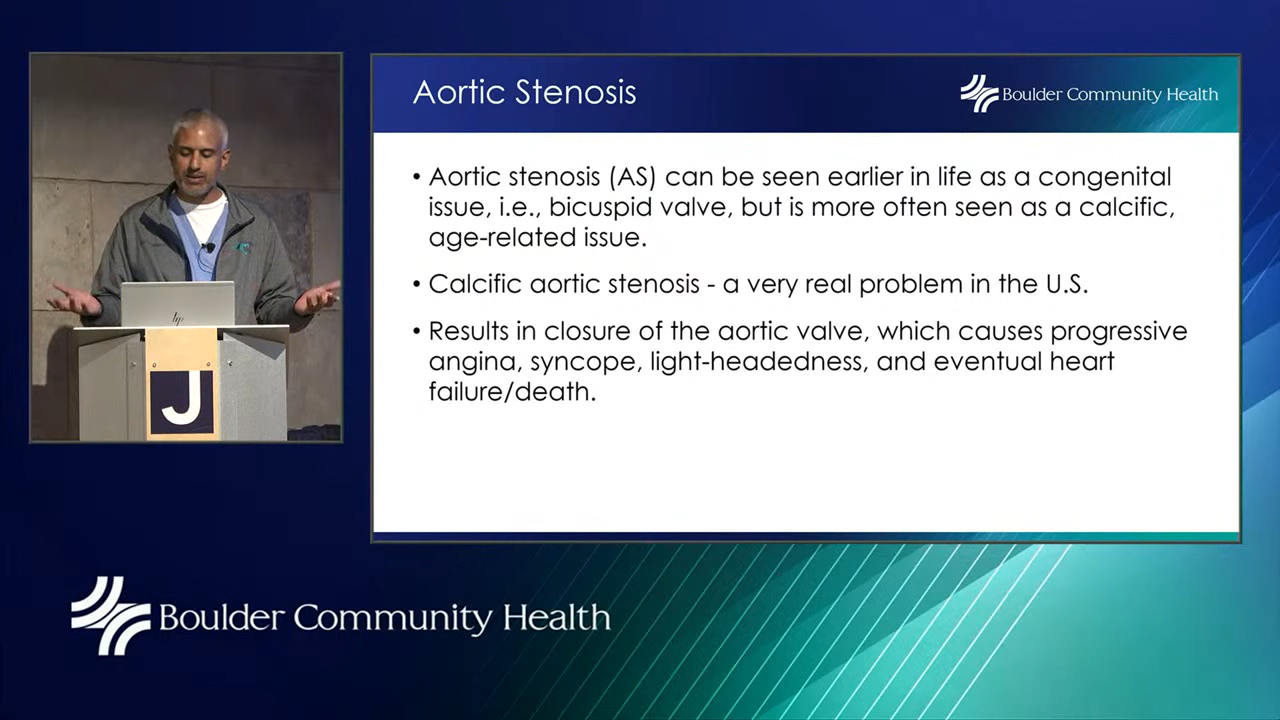 Aortic Stenosis
Boulder Community Health
• Aortic stenosis (AS) can be seen earlier in life as a congenital
issue, i.e., bicuspid valve, but is more often seen as a calcific,
age-related issue.
• Calcific aortic stenosis - a very real problem in the U.S.
• Results in closure of the aortic valve, which causes progressive
angina, syncope, light-headedness, and eventual heart
failure/death.
hp
J
Boulder Community Health